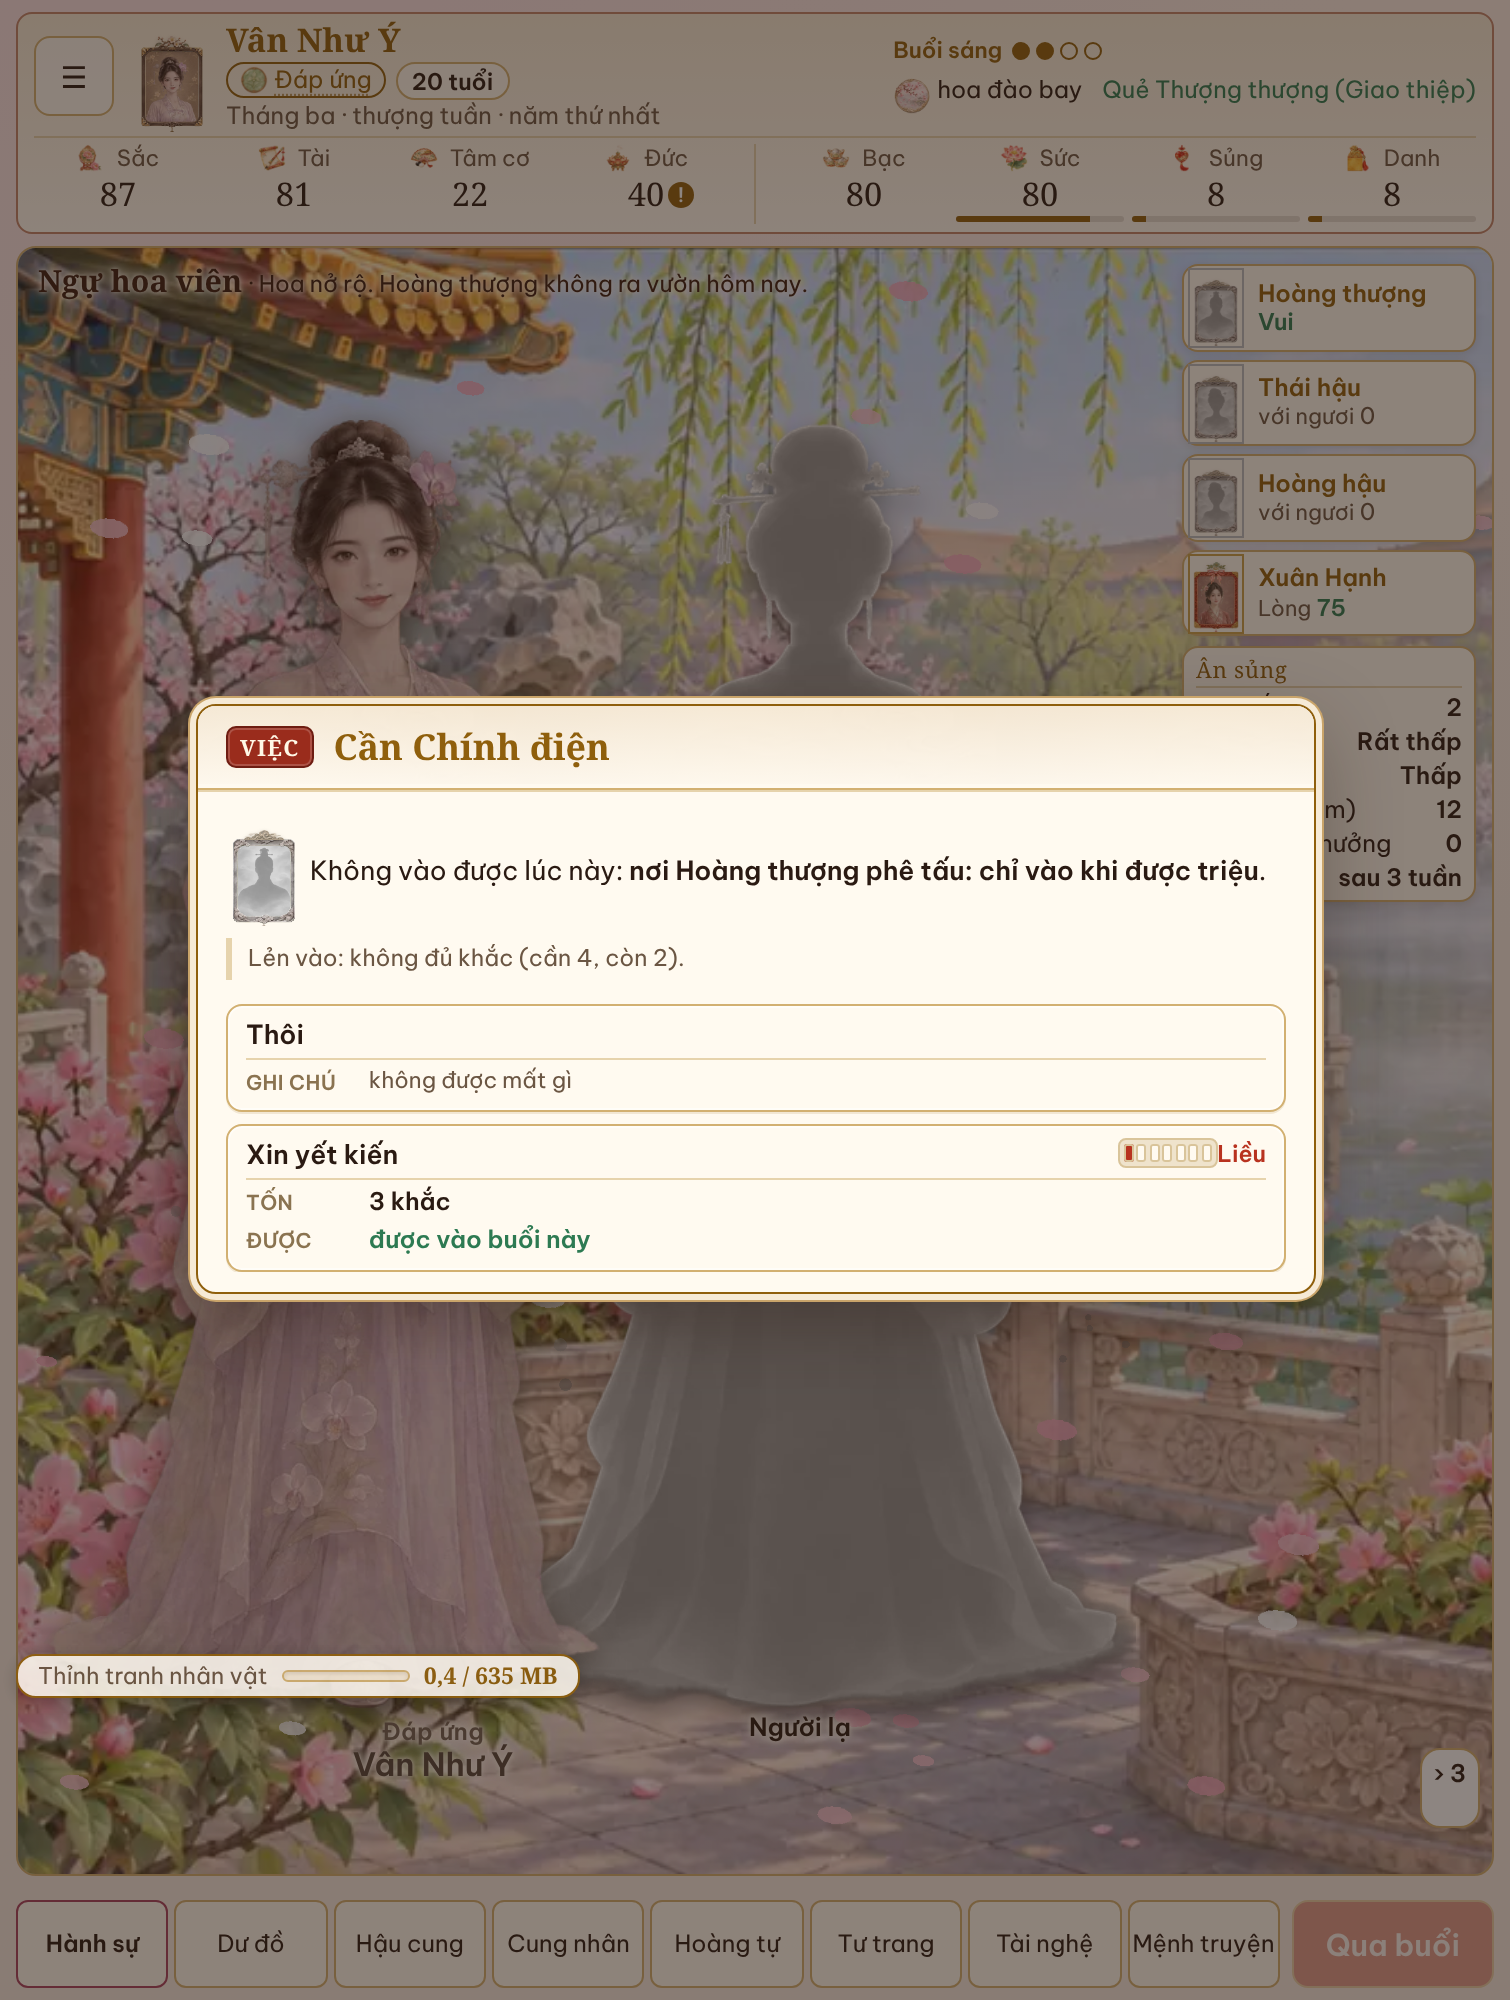 ☰
Vân Như Ý
Đáp ứng 20 tuổi
Tháng ba · thượng tuần · năm thứ nhất
Buổi sáng
hoa đào bay Quẻ Thượng thượng (Giao thiệp)
Sắc Tài Tâm cơ Đức Bạc Sức Sủng Danh
87 81 22 40 ! 80 80 8 8
Ngự hoa viên · Hoa nở rộ. Hoàng thượng không ra vườn hôm nay.
Hoàng thượng
Vui
Thái hậu
với ngươi 0
Hoàng hậu
với ngươi 0
Xuân Hạnh
Lòng 75
Ân sủng
2
Rất thấp
Thấp
12
0
sau 3 tuần
VIỆC Cần Chính điện
Không vào được lúc này: nơi Hoàng thượng phê tấu: chỉ vào khi được triệu.
Lẻn vào: không đủ khắc (cần 4, còn 2).
Thôi
GHI CHÚ không được mất gì
Xin yết kiến Liều
TỐN 3 khắc
ĐƯỢC được vào buổi này
Thỉnh tranh nhân vật 0,4 / 635 MB
Đáp ứng
Vân Như Ý
Người lạ
› 3
Hành sự Dư đồ Hậu cung Cung nhân Hoàng tự Tư trang Tài nghệ Mệnh truyện Qua buổi